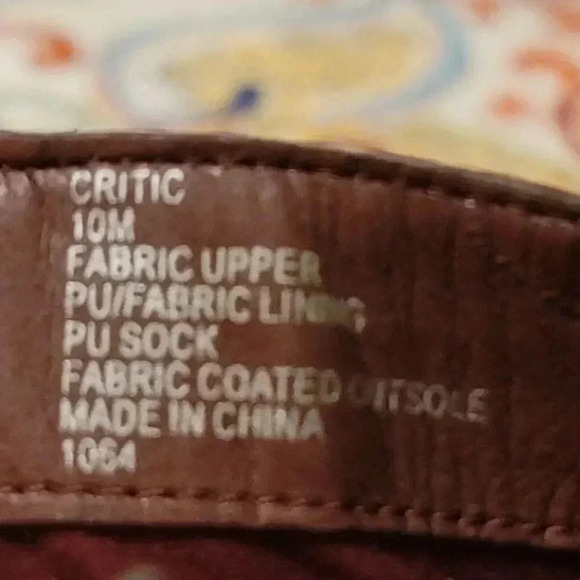 CRITIC
10M
FABRIC UPPER
PU/FABRIC LINING
PU SOCK
FABRIC COATED OUTSOLE
MADE IN CHINA
1064